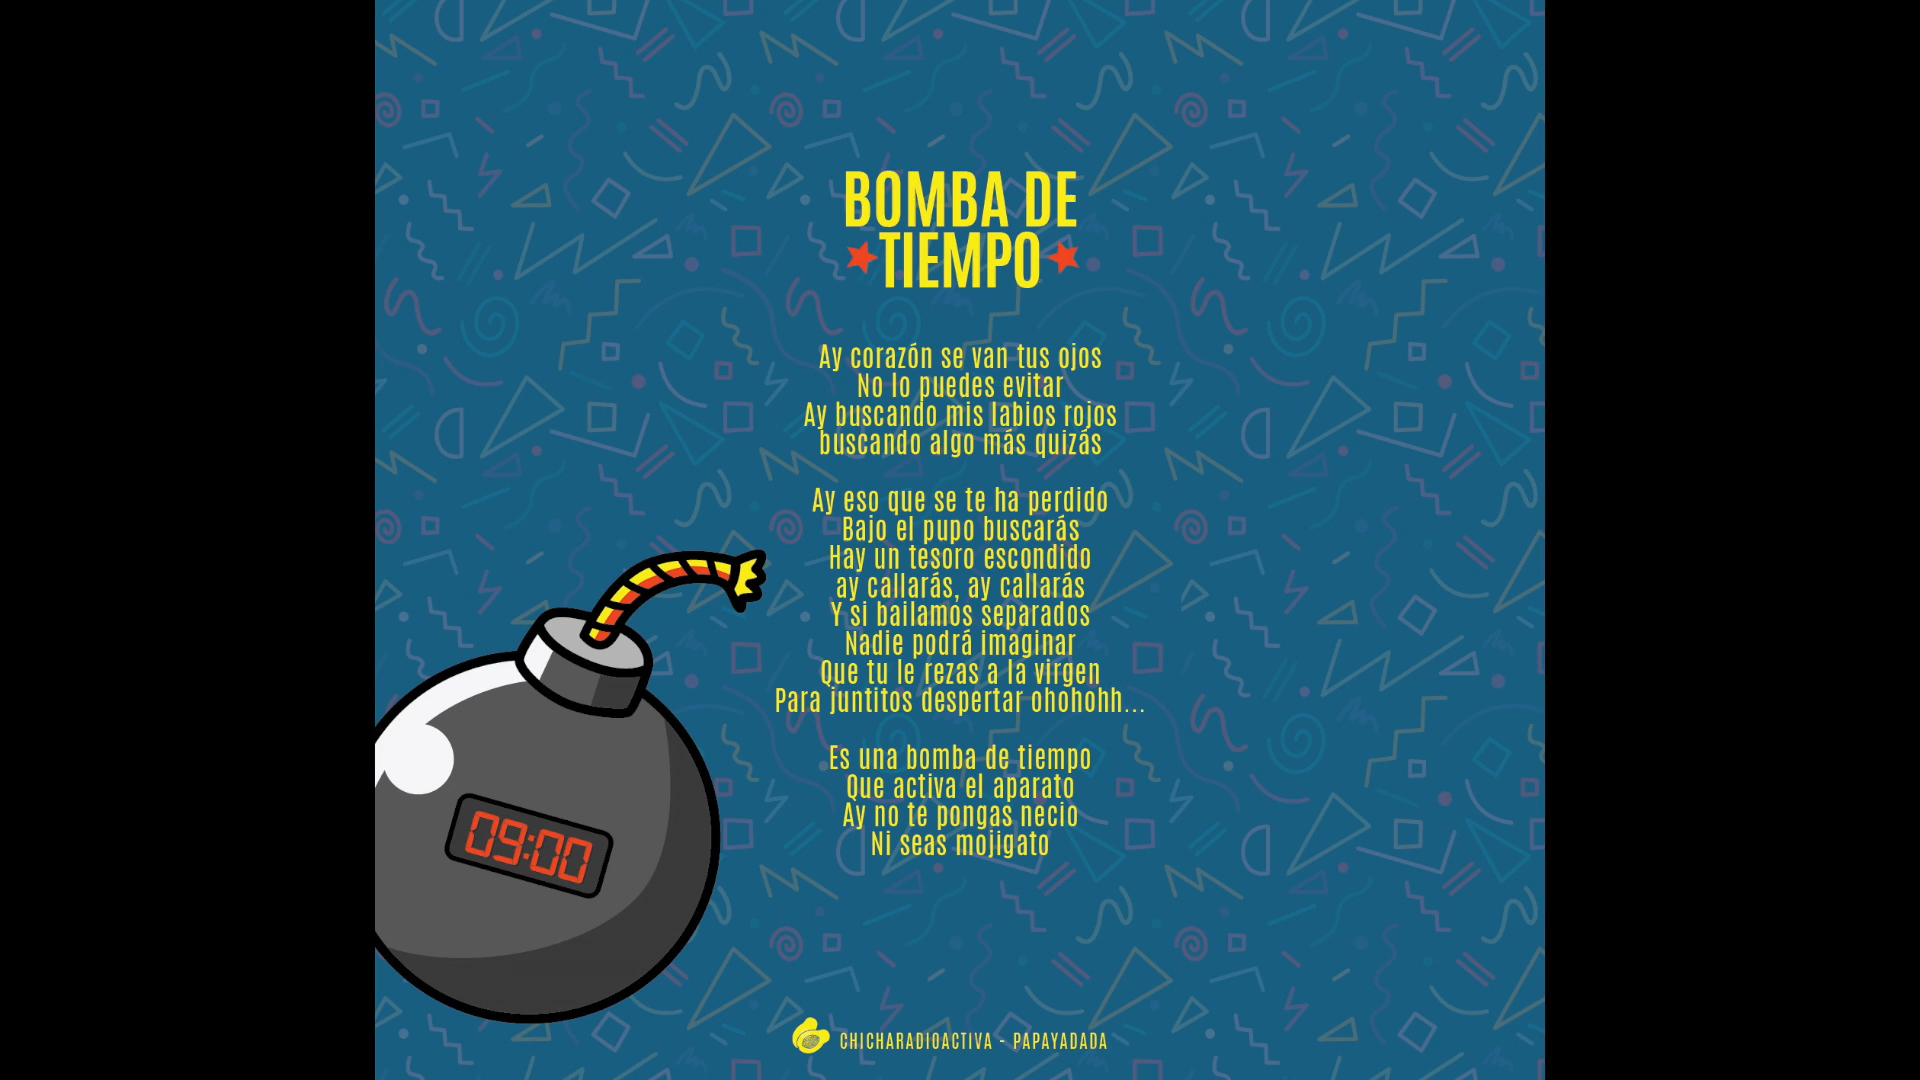 BOMBA DE
TIEMPO
Ay corazón se van tus ojos
No lo puedes evitar
Ay buscando mis labios rojos
buscando algo más quizás
Ay eso que se te ha perdido
Bajo el pupo buscarás
Hay un tesoro escondido
ay callarás, ay callarás
Y si bailamos separados
Nadie podrá imaginar
Que tu le rezas a la virgen
Para juntitos despertar ohohohh...
Es una bomba de tiempo
Que activa el aparato
Ay no te pongas necio
Ni seas mojigato
09:00
CHICHARADIOACTIVA - PAPAYADADA